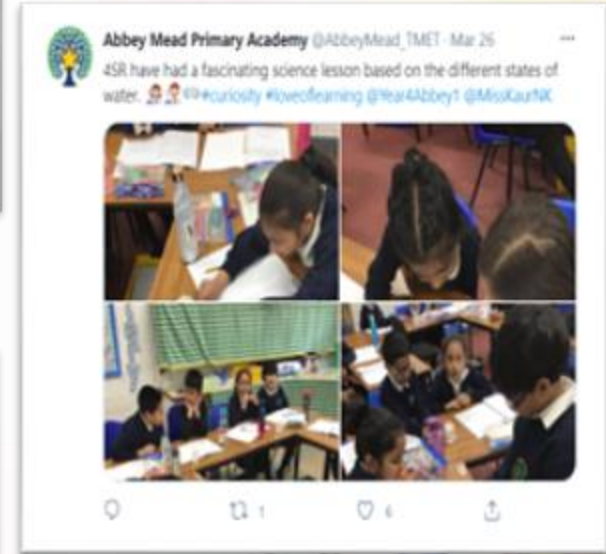 Abbey Mead Primary Academy @AbbeyMead_TMET · Mar 26
4SR have had a fascinating science lesson based on the different states of
water. #curiosity #loveoflearning @Year4Abbey1 @MissKaurNK
1 6